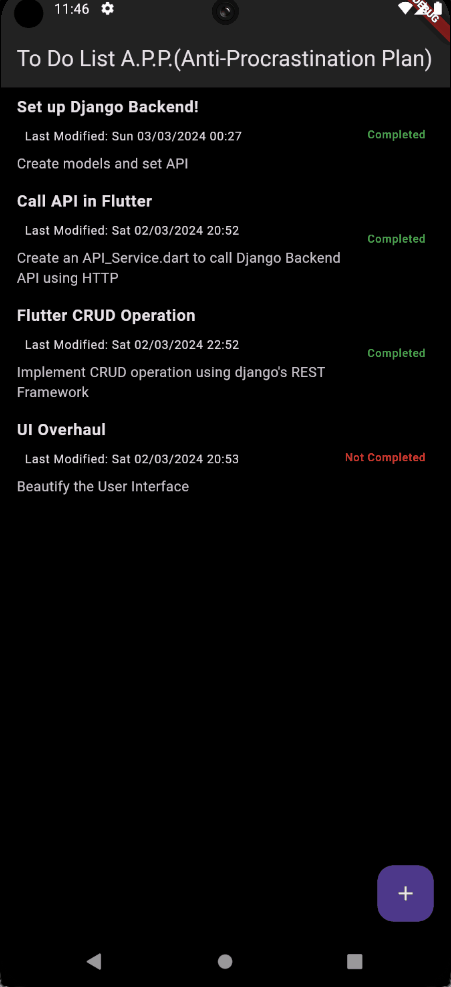 11:46
DEBUG
To Do List A.P.P.(Anti-Procrastination Plan)
Set up Django Backend!
Last Modified: Sun 03/03/2024 00:27
Completed
Create models and set API
Call API in Flutter
Last Modified: Sat 02/03/2024 20:52
Completed
Create an API_Service.dart to call Django Backend
API using HTTP
Flutter CRUD Operation
Last Modified: Sat 02/03/2024 22:52
Completed
Implement CRUD operation using django's REST
Framework
UI Overhaul
Last Modified: Sat 02/03/2024 20:53
Not Completed
Beautify the User Interface
+